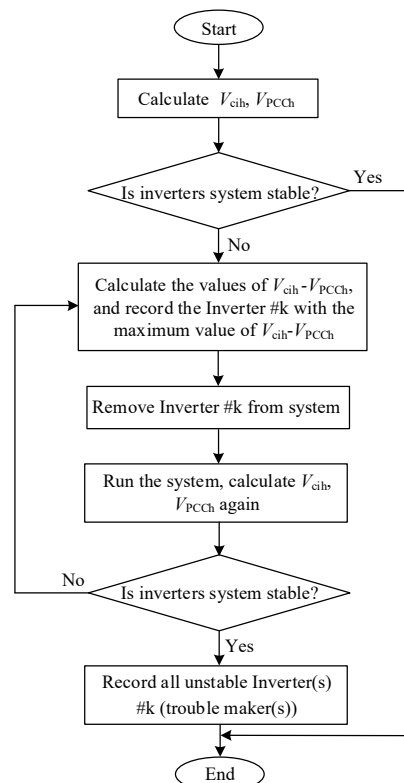 Start
Calculate V_cih, V_PCCh
Is inverters system stable?
Yes
No
Calculate the values of V_cih-V_PCCh,
and record the Inverter #k with the
maximum value of V_cih-V_PCCh
Remove Inverter #k from system
Run the system, calculate V_cih,
V_PCCh again
No
Is inverters system stable?
Yes
Record all unstable Inverter(s)
#k (trouble maker(s))
End